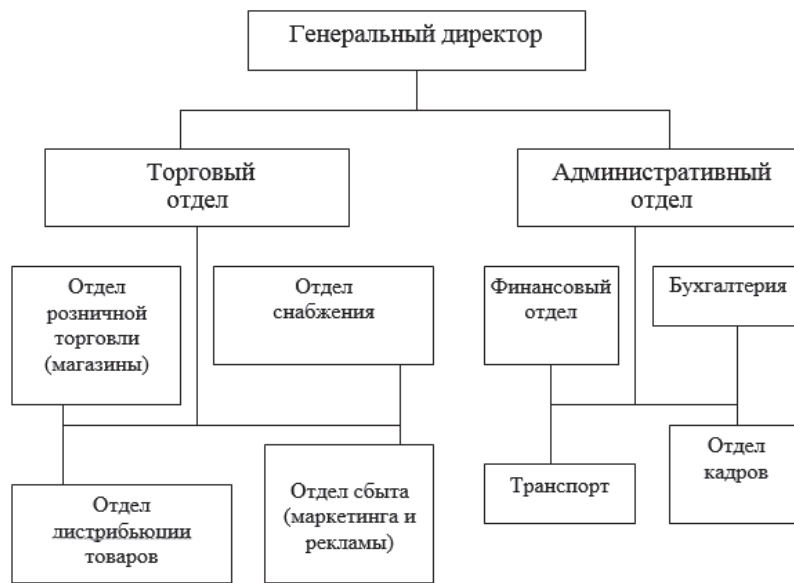 Генеральный директор
Торговый
отдел
Административный
отдел
Отдел
розничной
торговли
(магазины)
Отдел
снабжения
Финансовый
отдел
Бухгалтерия
Отдел
дистрибьюции
товаров
Отдел сбыта
(маркетинга и
рекламы)
Транспорт
Отдел
кадров